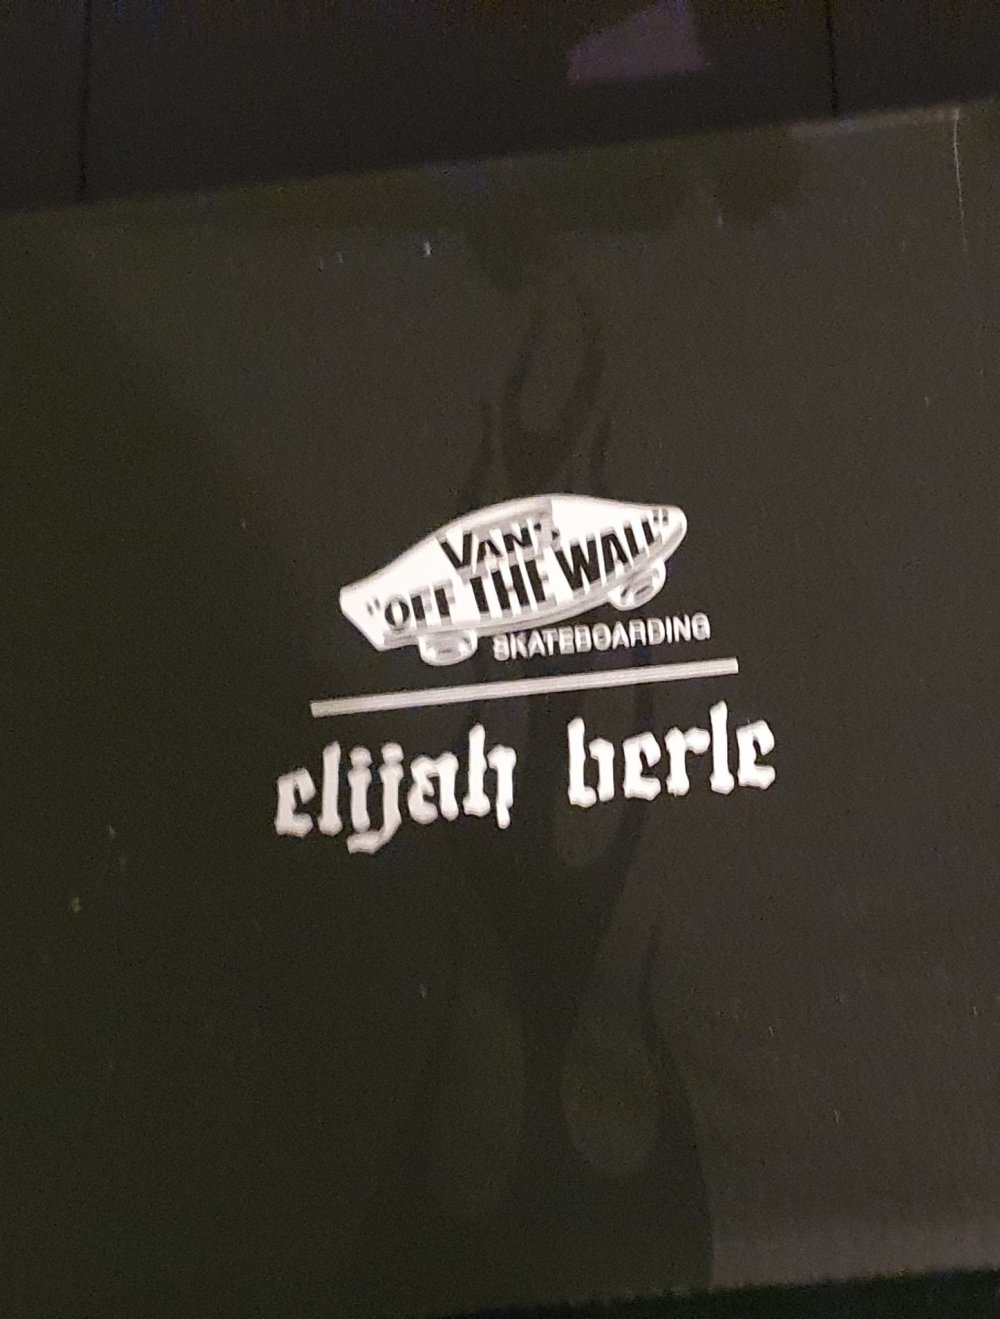 VANS
"OFF THE WALL"
SKATEBOARDING
elijah berle